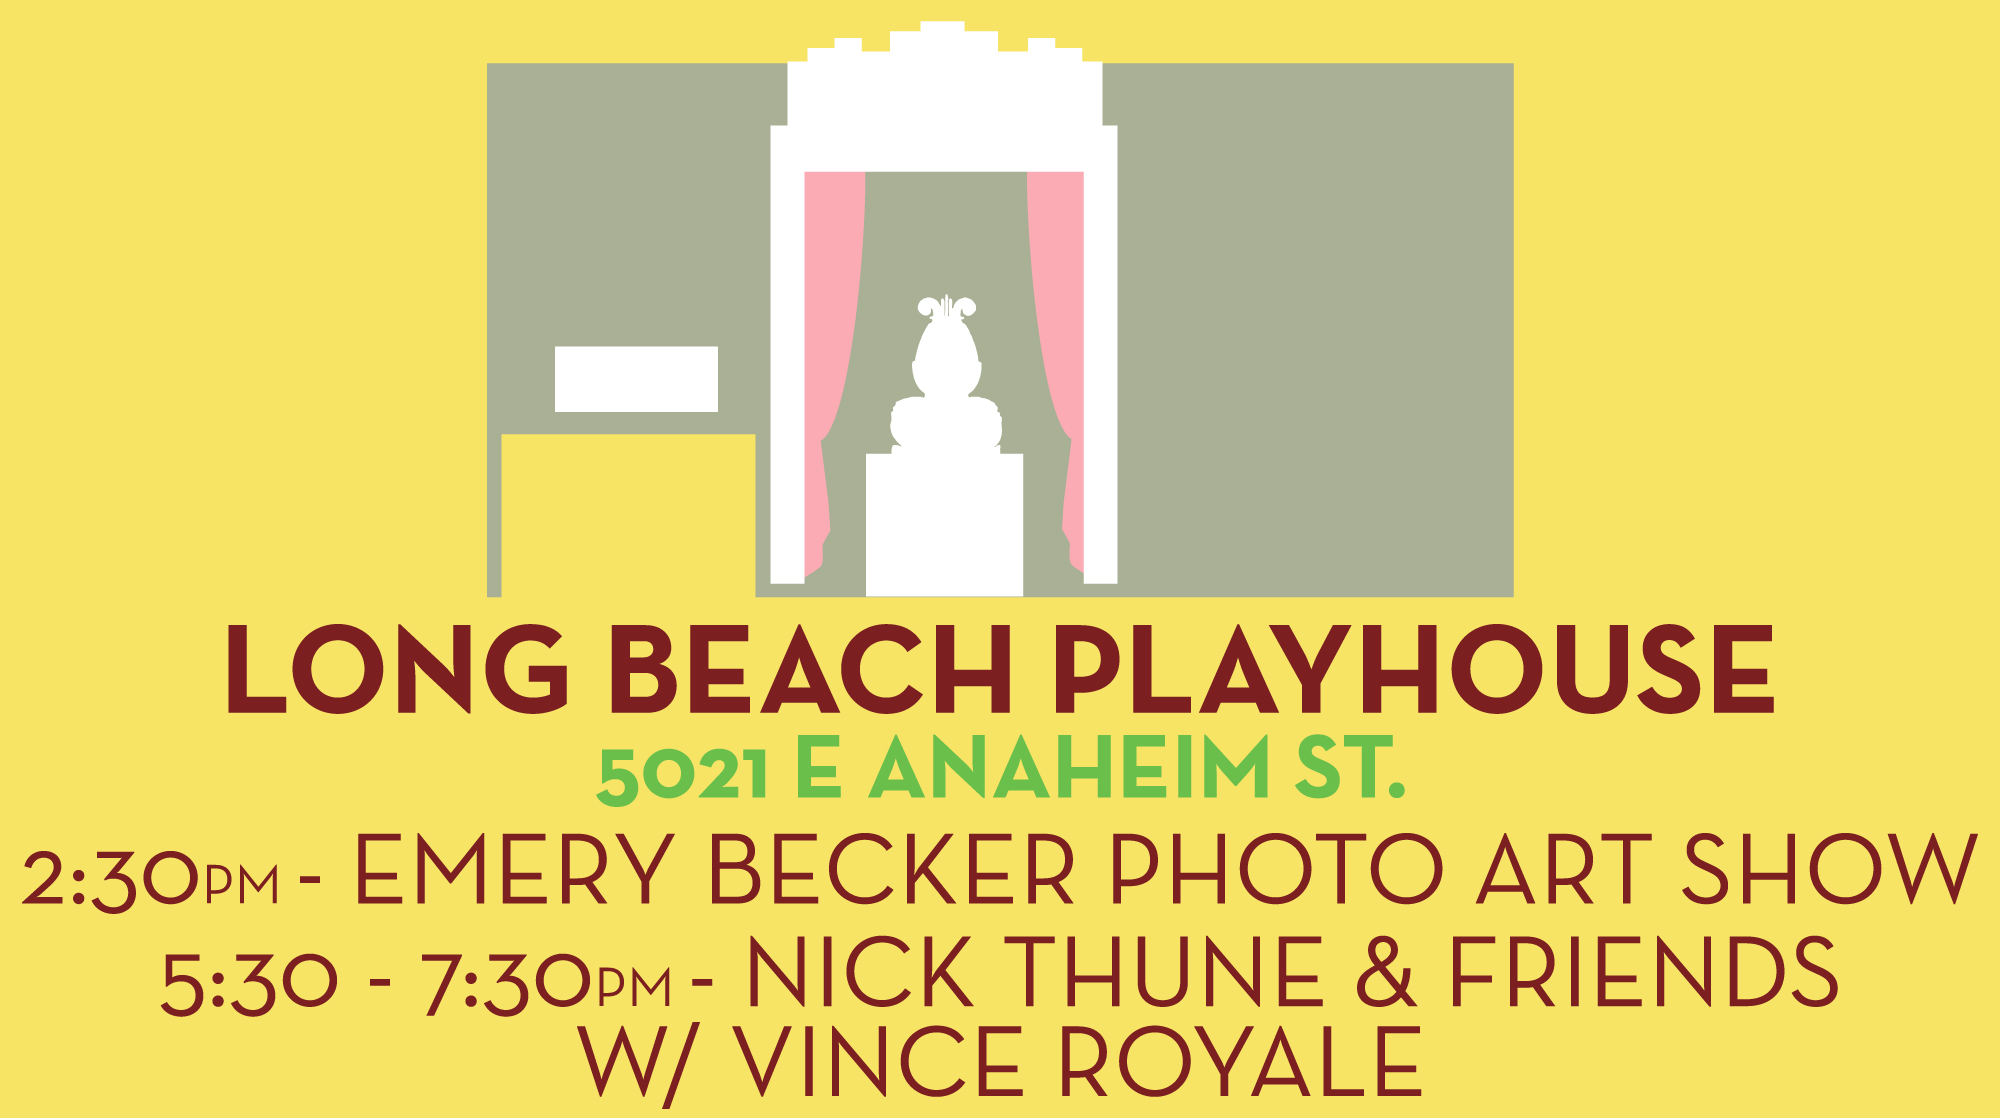 LONG BEACH PLAYHOUSE
5021 E ANAHEIM ST.
2:30PM - EMERY BECKER PHOTO ART SHOW
5:30 - 7:30PM - NICK THUNE & FRIENDS
W/ VINCE ROYALE